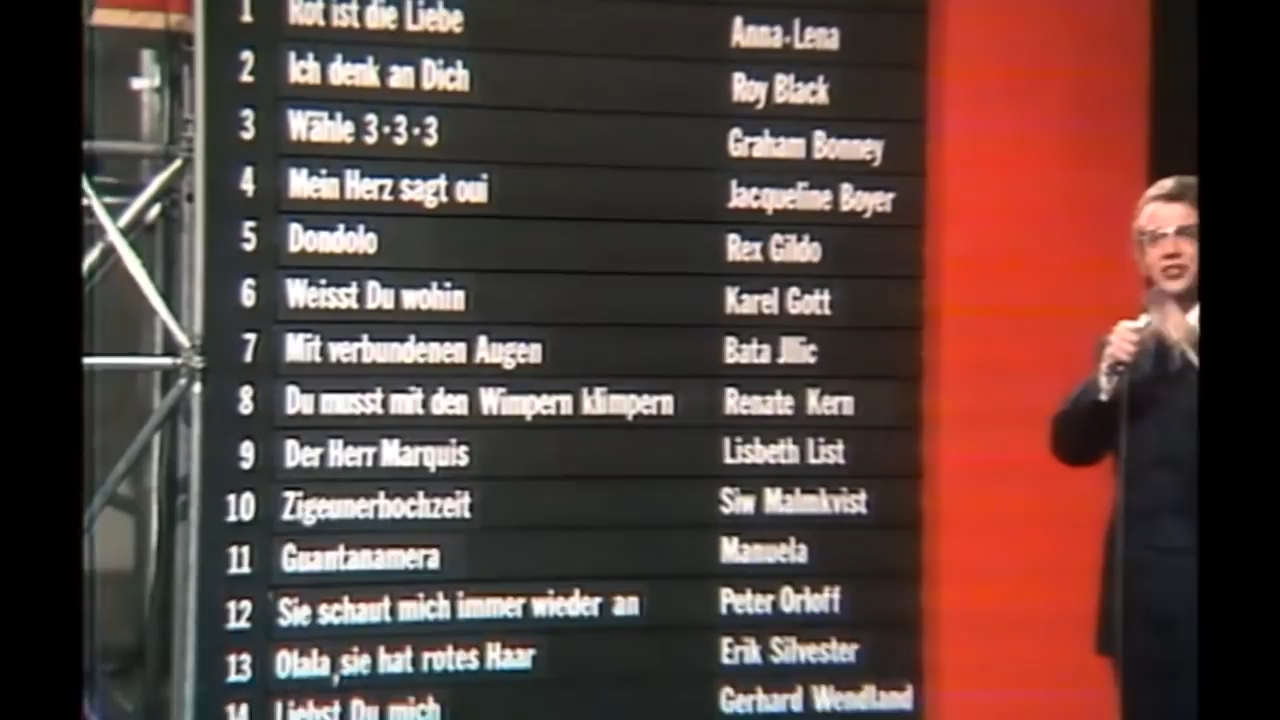 1 Rot ist die Liebe Anna-Lena
2 Ich denk an Dich Roy Black
3 Wähle 3-3-3 Graham Bonney
4 Mein Herz sagt oui Jacqueline Boyer
5 Dondolo Rex Gildo
6 Weisst Du wohin Karel Gott
7 Mit verbundenen Augen Bata Jllic
8 Du musst mit den Wimpern klimpern Renate Kern
9 Der Herr Marquis Lisbeth List
10 Zigeunerhochzeit Siw Malmkvist
11 Guantanamera Manuela
12 Sie schaut mich immer wieder an Peter Orloff
13 Olala, sie hat rotes Haar Erik Silvester
14 Liebst Du mich Gerhard Wendland